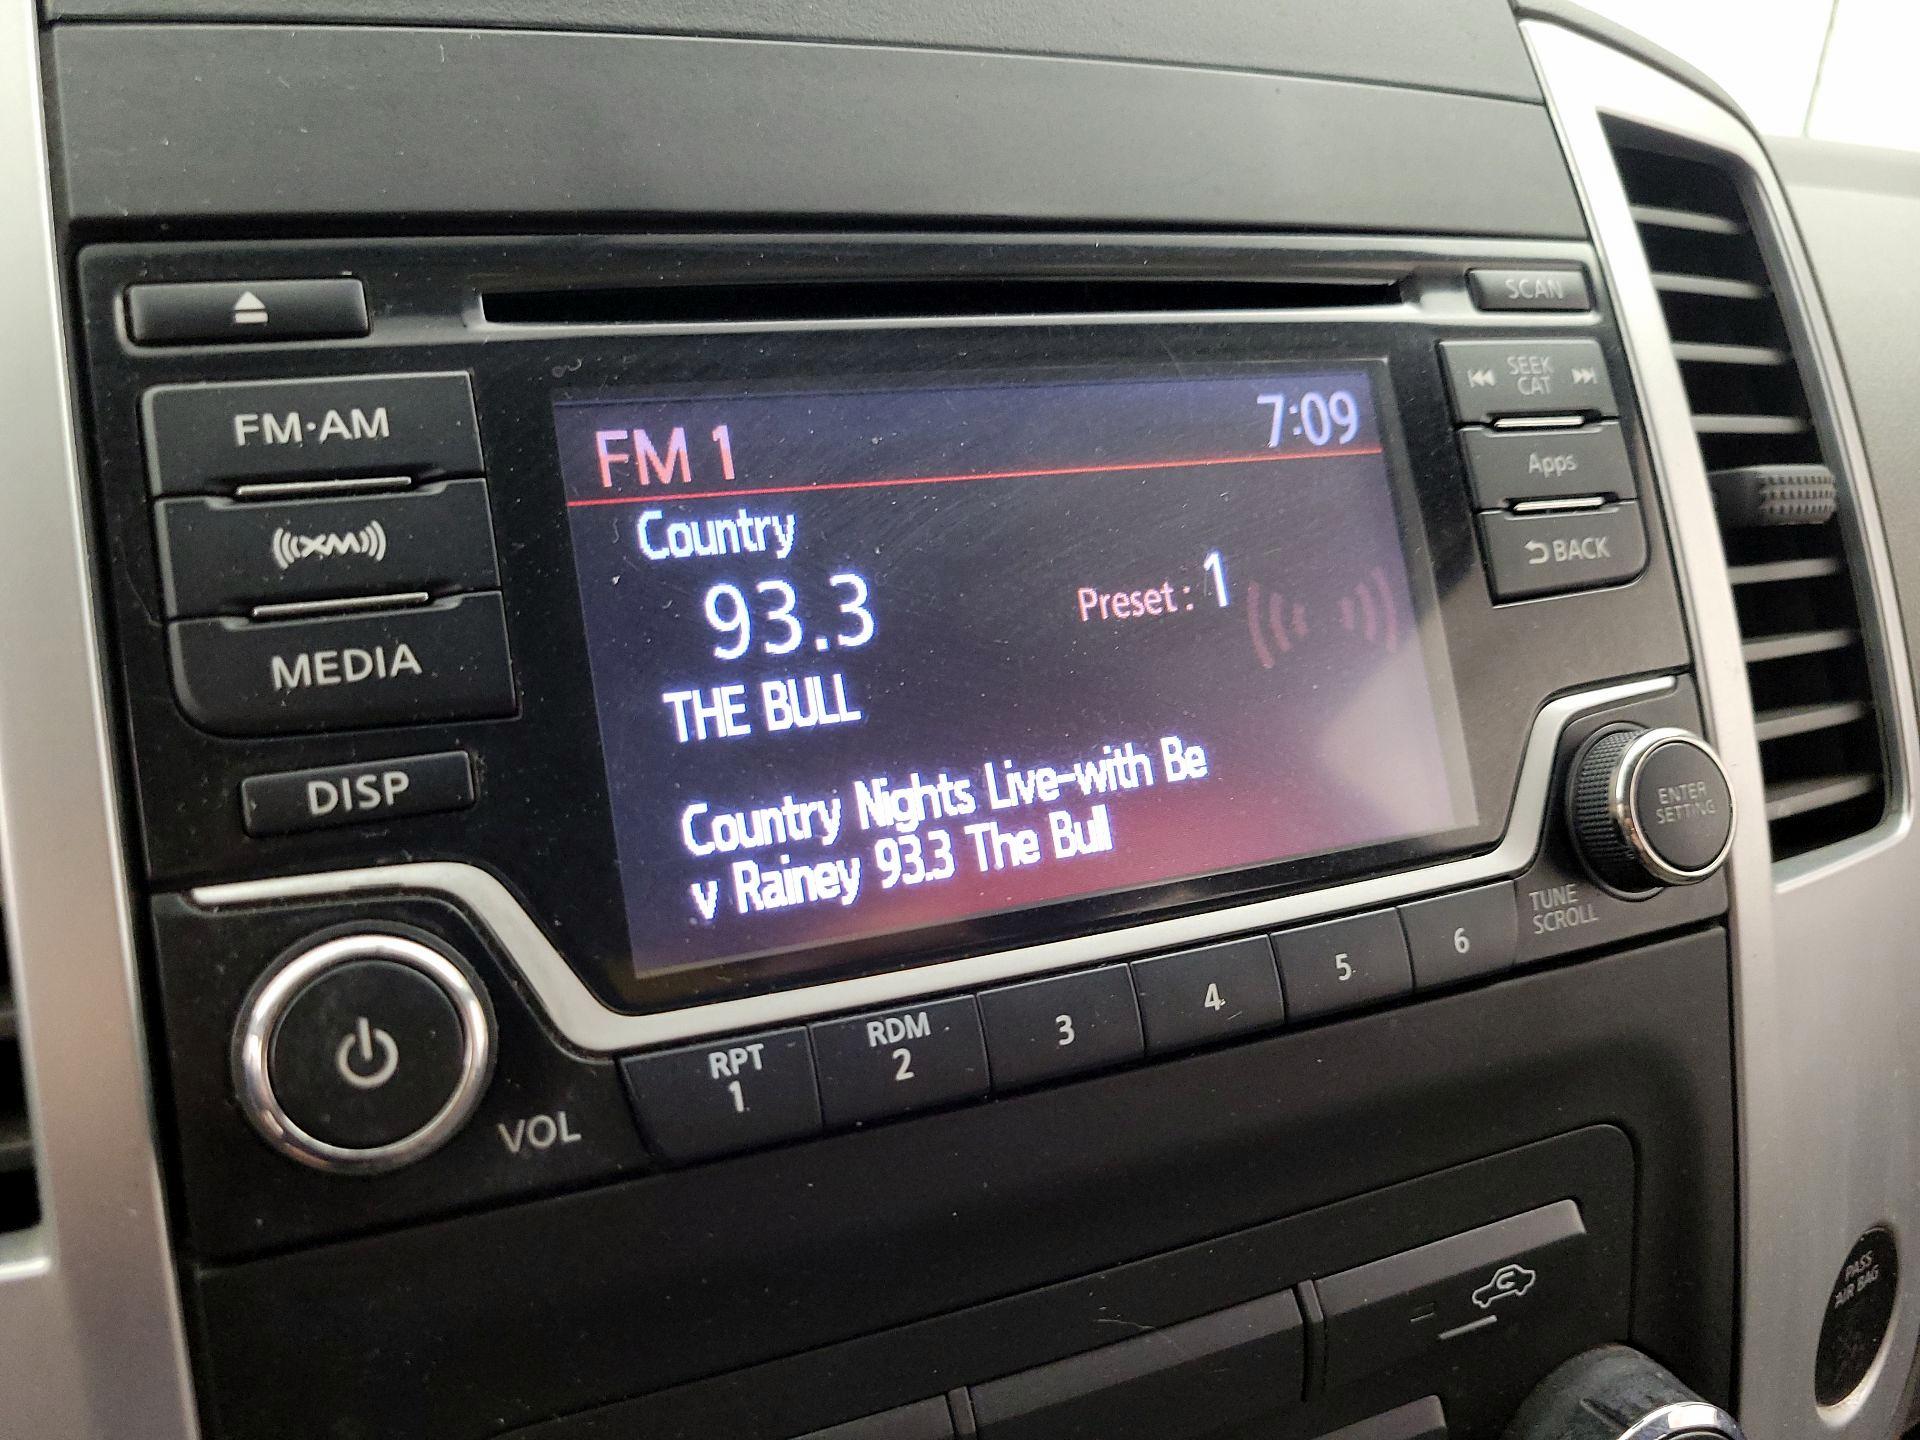 SCAN
SEEK
CAT
FM·AM
FM 1
7:09
Apps
Country
XM
BACK
93.3
Preset : 1
MEDIA
THE BULL
DISP
Country Nights Live-with Be
v Rainey 93.3 The Bull
ENTER
SETTING
TUNE
SCROLL
VOL
RPT
1
RDM
2
3
4
5
6
PASS
AIR BAG